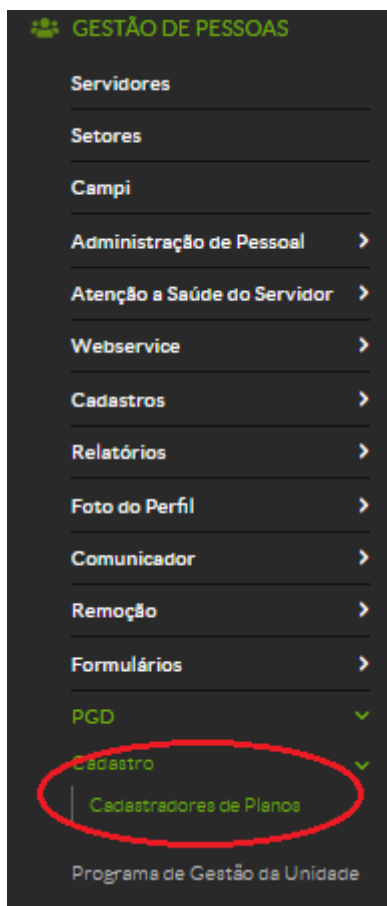 GESTÃO DE PESSOAS
Servidores
Setores
Campi
Administração de Pessoal
Atenção a Saúde do Servidor
Webservice
Cadastros
Relatórios
Foto do Perfil
Comunicador
Remoção
Formulários
PGD
Cadastro
Cadastradores de Planos
Programa de Gestão da Unidade